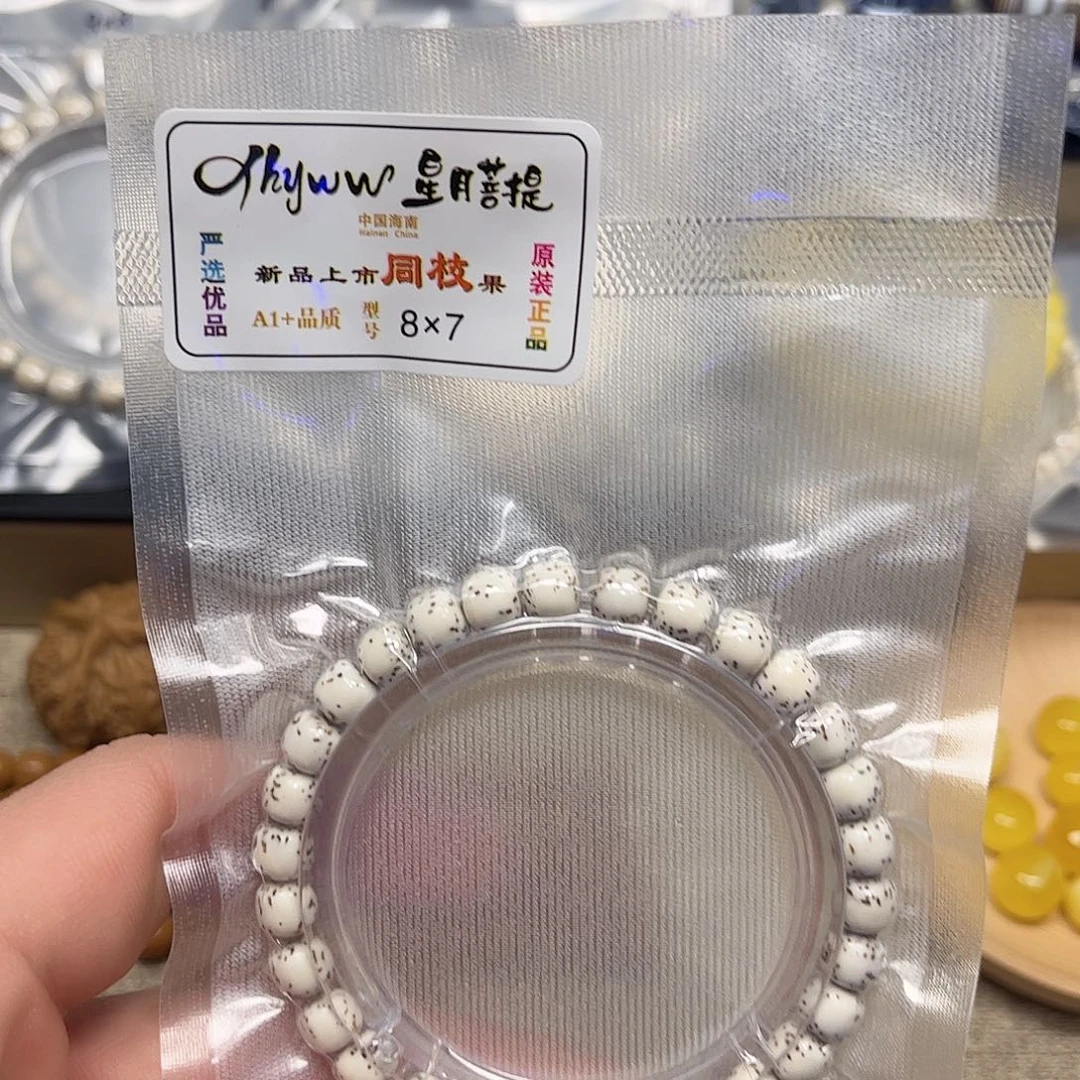 dhyww 星月菩提
中国海南
Hainan China
严选优品
新品上市同枝果
A1+品质 型号 8×7
原装正品